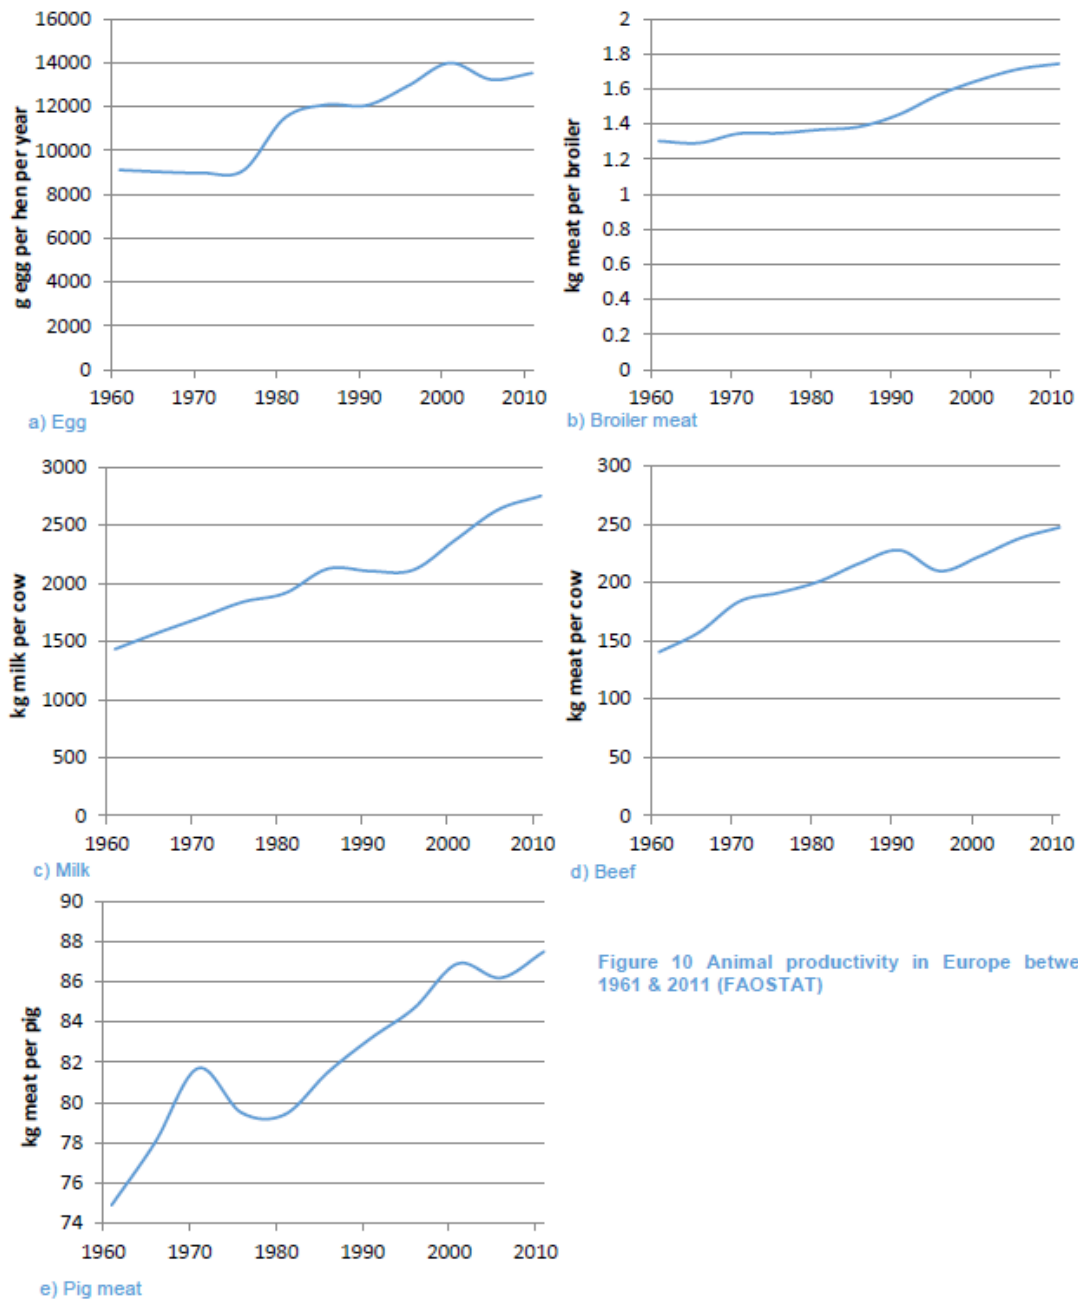 16000
14000
12000
10000
8000
6000
4000
2000
0
g egg per hen per year
1960 1970 1980 1990 2000 2010
a) Egg
2
1.8
1.6
1.4
1.2
1
0.8
0.6
0.4
0.2
0
kg meat per broiler
1960 1970 1980 1990 2000 2010
b) Broiler meat
3000
2500
2000
1500
1000
500
0
kg milk per cow
1960 1970 1980 1990 2000 2010
c) Milk
300
250
200
150
100
50
0
kg meat per cow
1960 1970 1980 1990 2000 2010
d) Beef
90
88
86
84
82
80
78
76
74
kg meat per pig
1960 1970 1980 1990 2000 2010
e) Pig meat
Figure 10 Animal productivity in Europe betwe
1961 & 2011 (FAOSTAT)